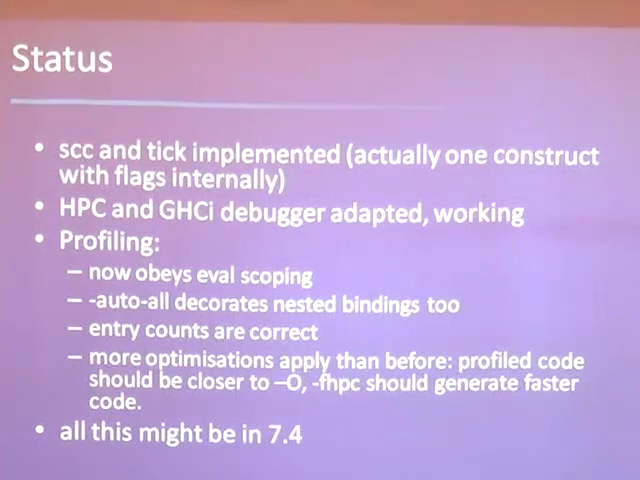 Status
• scc and tick implemented (actually one construct
with flags internally)
• HPC and GHCi debugger adapted, working
• Profiling:
– now obeys eval scoping
– -auto-all decorates nested bindings too
– entry counts are correct
– more optimisations apply than before: profiled code
should be closer to –O, -fhpc should generate faster
code.
• all this might be in 7.4